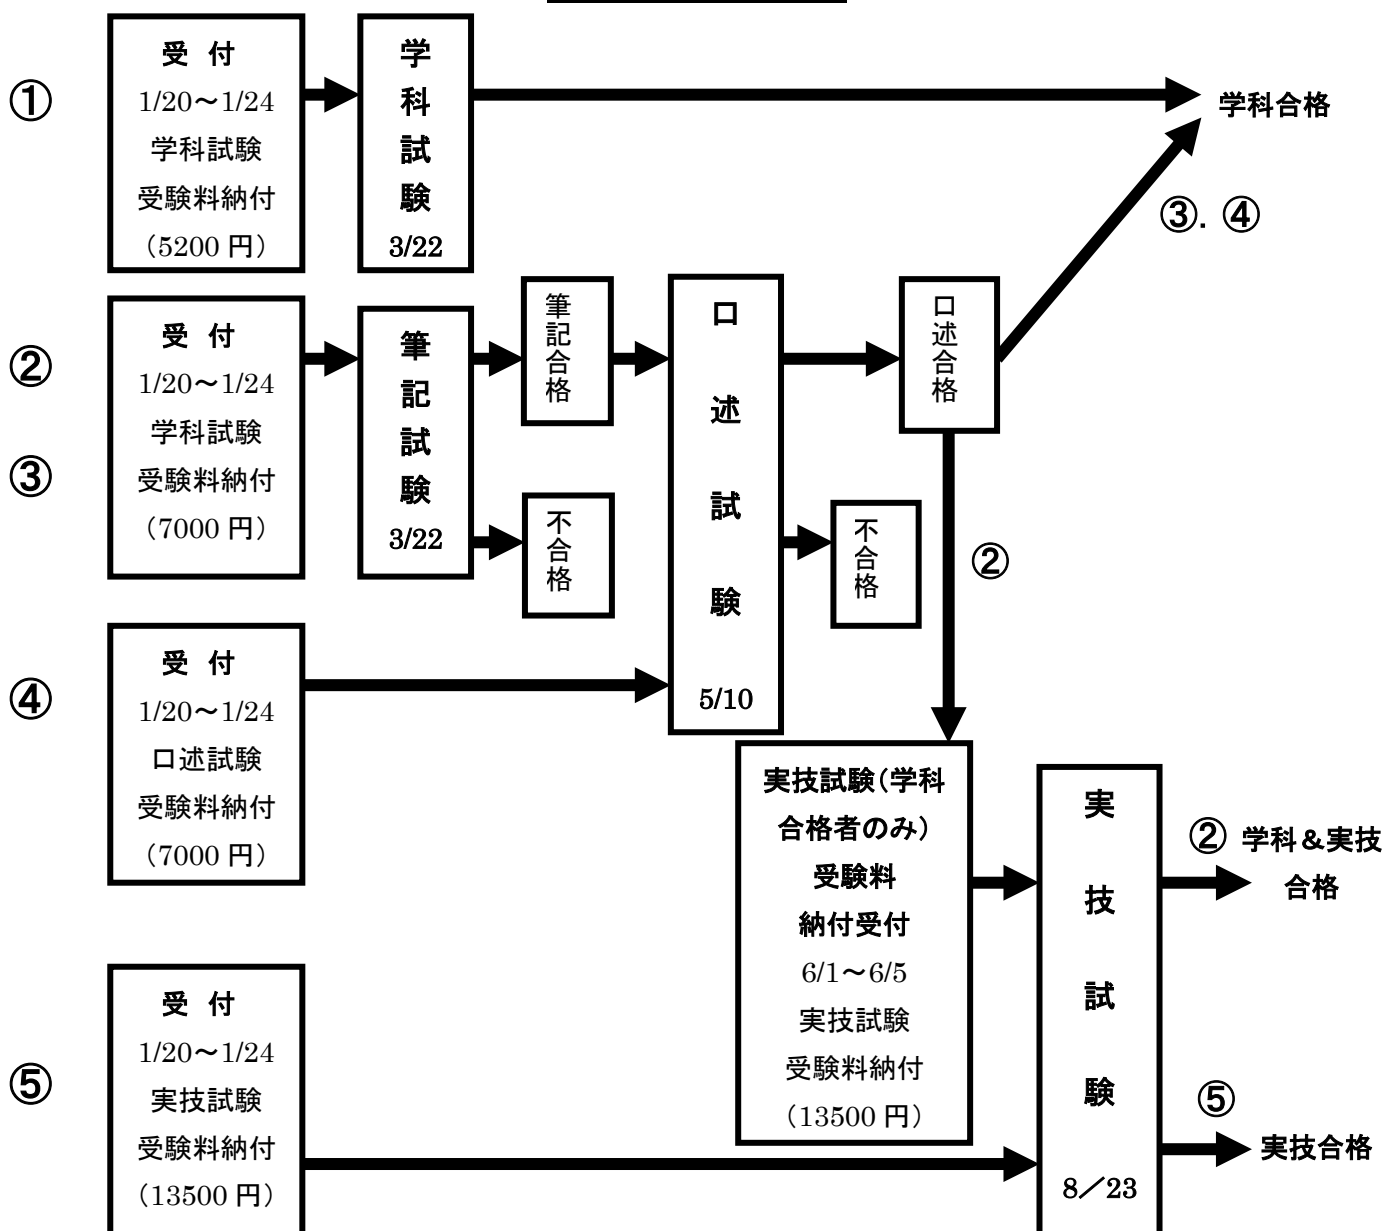 ①
受 付
1/20～1/24
学科試験
受験料納付
（5200 円）
学科試験
3/22
学科合格
③. ④
②
③
受 付
1/20～1/24
学科試験
受験料納付
（7000 円）
筆記試験
3/22
筆記合格
不合格
口述試験
5/10
口述合格
不合格
②
④
受 付
1/20～1/24
口述試験
受験料納付
（7000 円）
実技試験（学科
合格者のみ）
受験料
納付受付
6/1～6/5
実技試験
受験料納付
（13500 円）
実技試験
8／23
② 学科＆実技
合格
⑤
受 付
1/20～1/24
実技試験
受験料納付
（13500 円）
⑤
実技合格